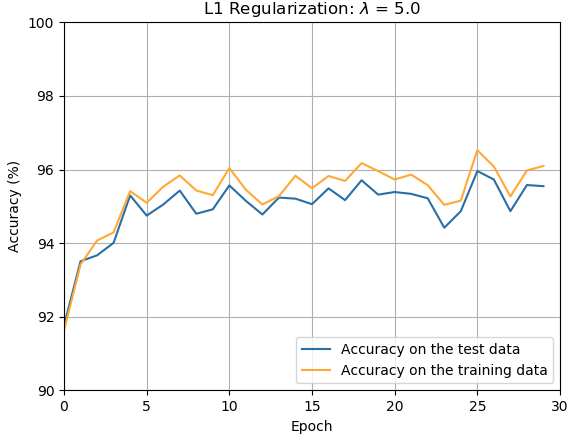 L1 Regularization: λ = 5.0
100
98
96
94
92
90
Accuracy (%)
0 5 10 15 20 25 30
Epoch
Accuracy on the test data
Accuracy on the training data